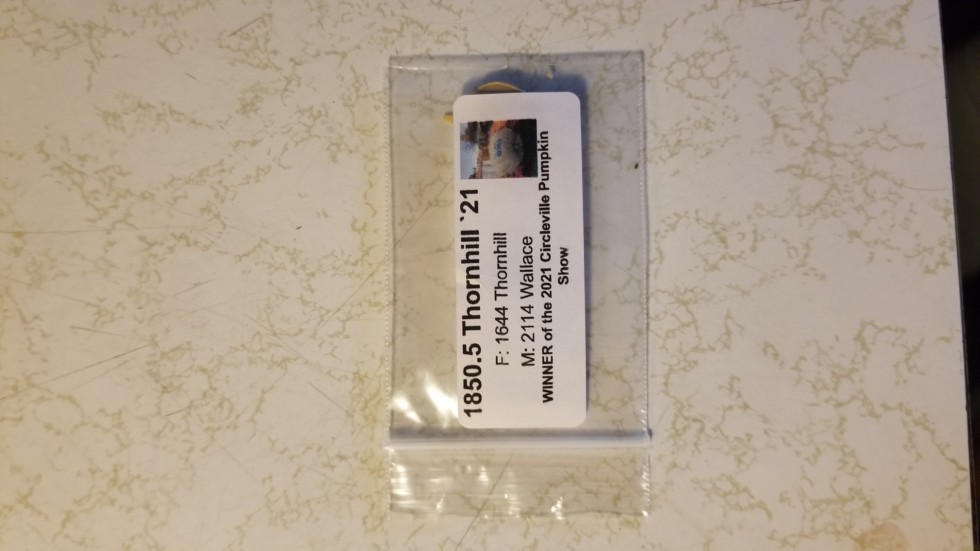 1850.5 Thornhill `21
F: 1644 Thornhill
M: 2114 Wallace
WINNER of the 2021 Circleville Pumpkin
Show